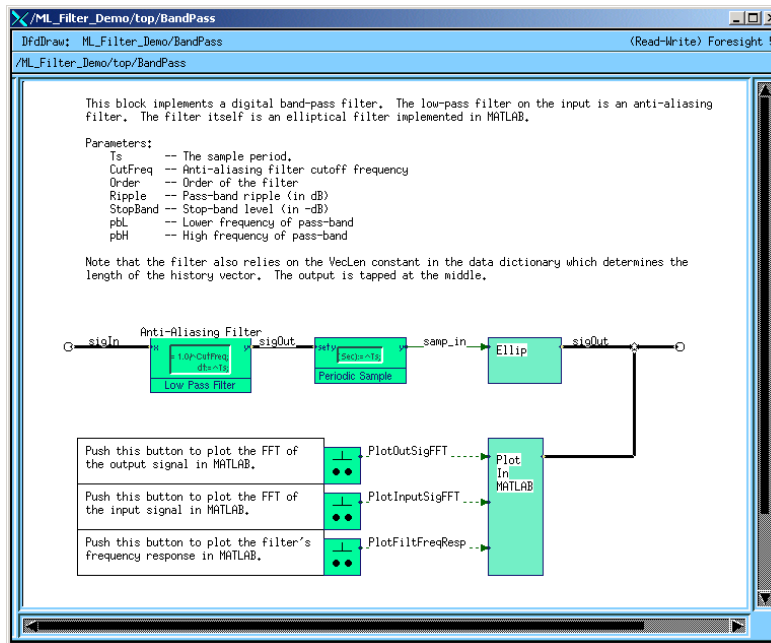 /ML_Filter_Demo/top/BandPass
DfdDraw: ML_Filter_Demo/BandPass (Read-Write) Foresight
/ML_Filter_Demo/top/BandPass
This block implements a digital band-pass filter. The low-pass filter on the input is an anti-aliasing
filter. The filter itself is an elliptical filter implemented in MATLAB.
Parameters:
Ts -- The sample period.
CutFreq -- Anti-aliasing filter cutoff frequency
Order -- Order of the filter
Ripple -- Pass-band ripple (in dB)
StopBand -- Stop-band level (in -dB)
pbL -- Lower frequency of pass-band
pbH -- High frequency of pass-band
Note that the filter also relies on the VecLen constant in the data dictionary which determines the
length of the history vector. The output is tapped at the middle.
Anti-Aliasing Filter
sigIn
x
y
= 1.0/^CutFreq;
dt:= ^Ts;
Low Pass Filter
sigOut
sety
y
(Sec):= ^Ts;
Periodic Sample
samp_in
Ellip
sigOut
Push this button to plot the FFT of
the output signal in MATLAB.
PlotOutSigFFT
Push this button to plot the FFT of
the input signal in MATLAB.
PlotInputSigFFT
Push this button to plot the filter's
frequency response in MATLAB.
PlotFiltFreqResp
Plot
In
MATLAB